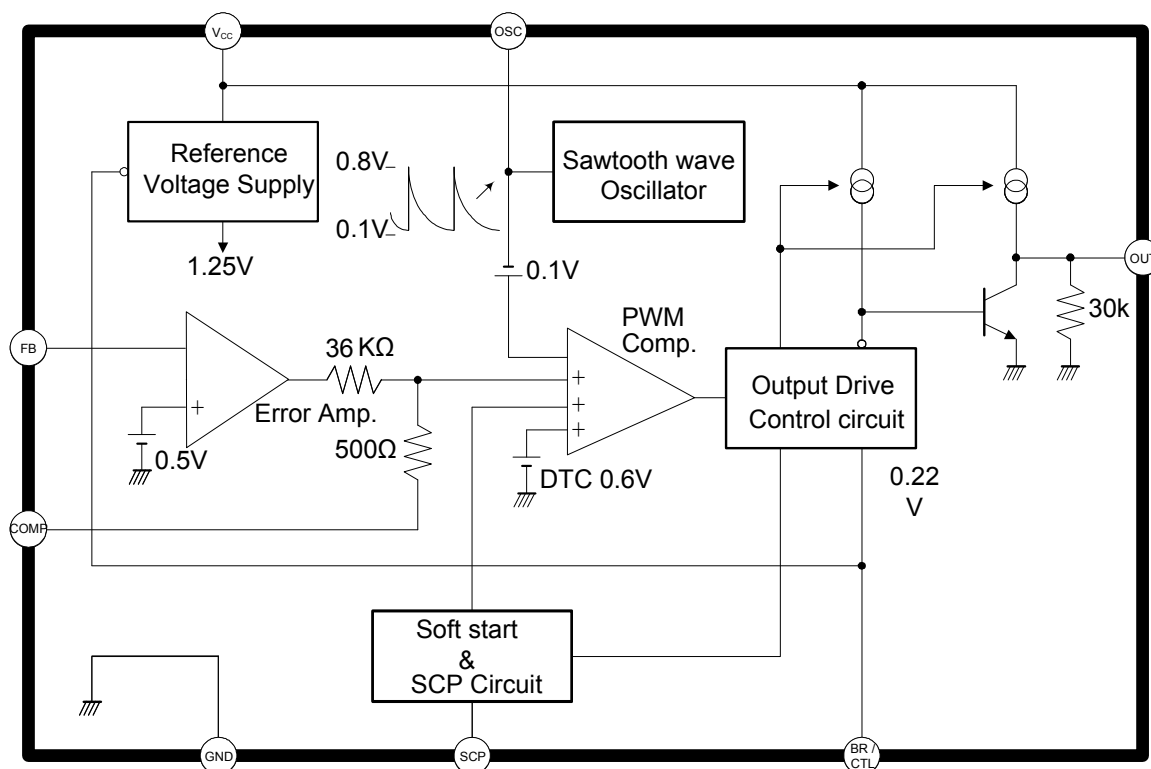 VCC
OSC
Reference
Voltage Supply
1.25V
0.8V
0.1V
Sawtooth wave
Oscillator
0.1V
OUT
30k
FB
+
0.5V
36 KΩ
Error Amp.
500Ω
PWM
Comp.
+
+
+
DTC 0.6V
Output Drive
Control circuit
0.22
V
COMP
Soft start
&
SCP Circuit
GND
SCP
BR /
CTL